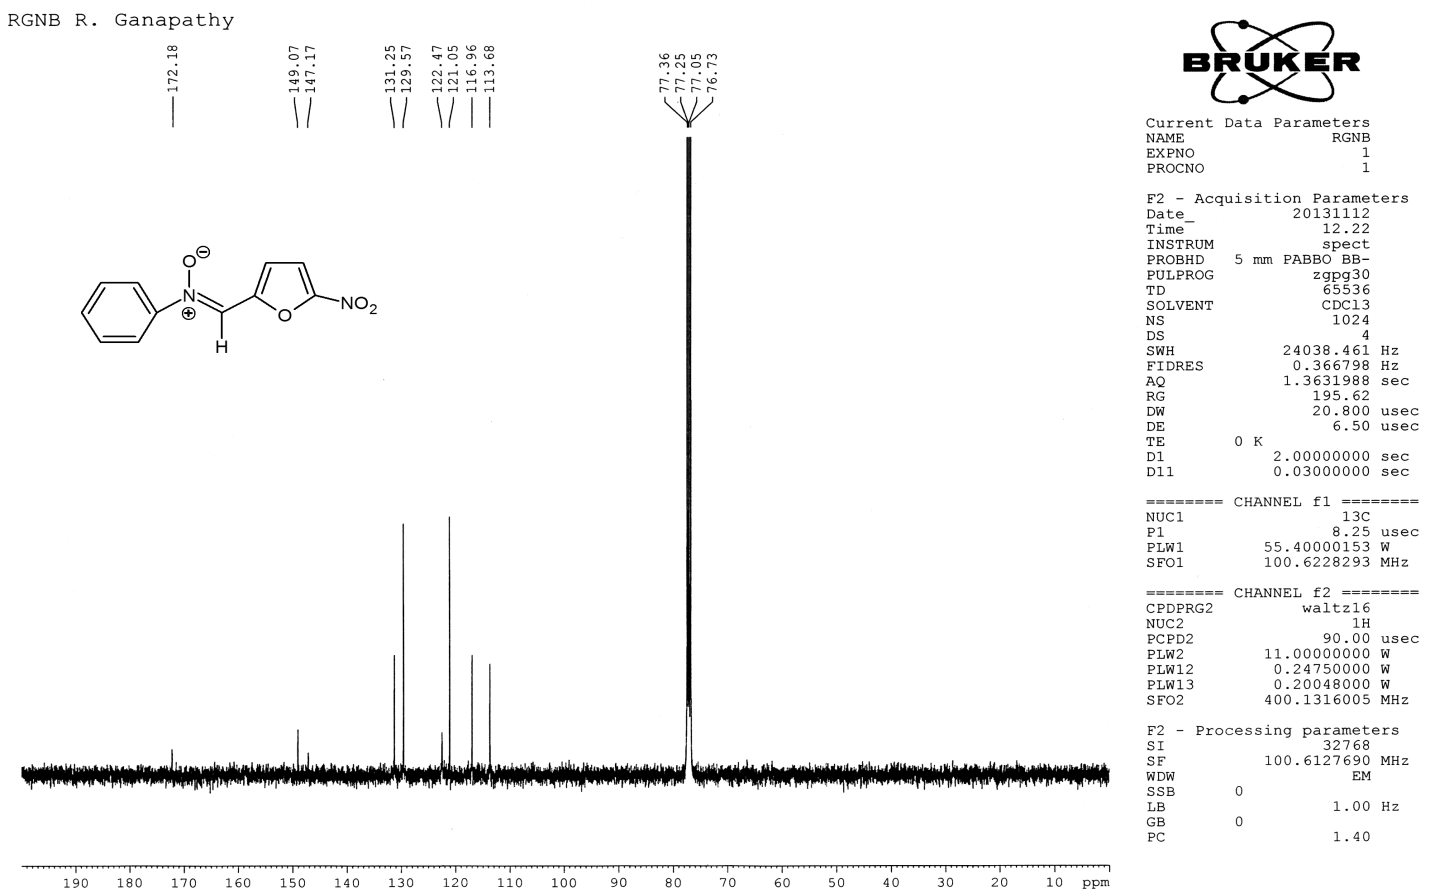 RGNB R. Ganapathy
172.18
149.07
147.17
131.25
129.57
122.47
121.05
116.96
113.68
77.36
77.25
77.05
76.73
O
⊖
N
⊕
H
O
NO2
190 180 170 160 150 140 130 120 110 100 90 80 70 60 50 40 30 20 10 ppm
BRUKER
Current Data Parameters
NAME RGNB
EXPNO 1
PROCNO 1
F2 - Acquisition Parameters
Date_ 20131112
Time 12.22
INSTRUM spect
PROBHD 5 mm PABBO BB-
PULPROG zgpg30
TD 65536
SOLVENT CDCl3
NS 1024
DS 4
SWH 24038.461 Hz
FIDRES 0.366798 Hz
AQ 1.3631988 sec
RG 195.62
DW 20.800 usec
DE 6.50 usec
TE 0 K
D1 2.00000000 sec
D11 0.03000000 sec
======== CHANNEL f1 ========
NUC1 13C
P1 8.25 usec
PLW1 55.40000153 W
SFO1 100.6228293 MHz
======== CHANNEL f2 ========
CPDPRG2 waltz16
NUC2 1H
PCPD2 90.00 usec
PLW2 11.00000000 W
PLW12 0.24750000 W
PLW13 0.20048000 W
SFO2 400.1316005 MHz
F2 - Processing parameters
SI 32768
SF 100.6127690 MHz
WDW EM
SSB 0
LB 1.00 Hz
GB 0
PC 1.40